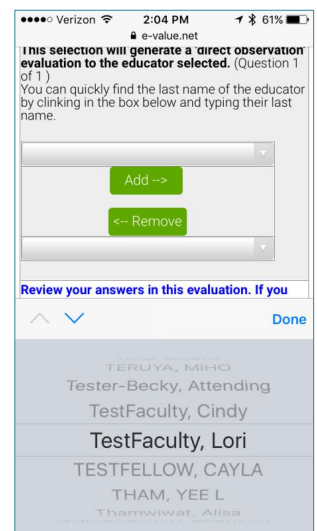 Verizon 2:04 PM 61%
e-value.net
This selection will generate a 'direct observation'
evaluation to the educator selected. (Question 1
of 1 )
You can quickly find the last name of the educator
by clinking in the box below and typing their last
name.
Add -->
<-- Remove
Review your answers in this evaluation. If you
Done
TERUYA, MIHO
Tester-Becky, Attending
TestFaculty, Cindy
TestFaculty, Lori
TESTFELLOW, CAYLA
THAM, YEE L
Thamwiwat, Alisa